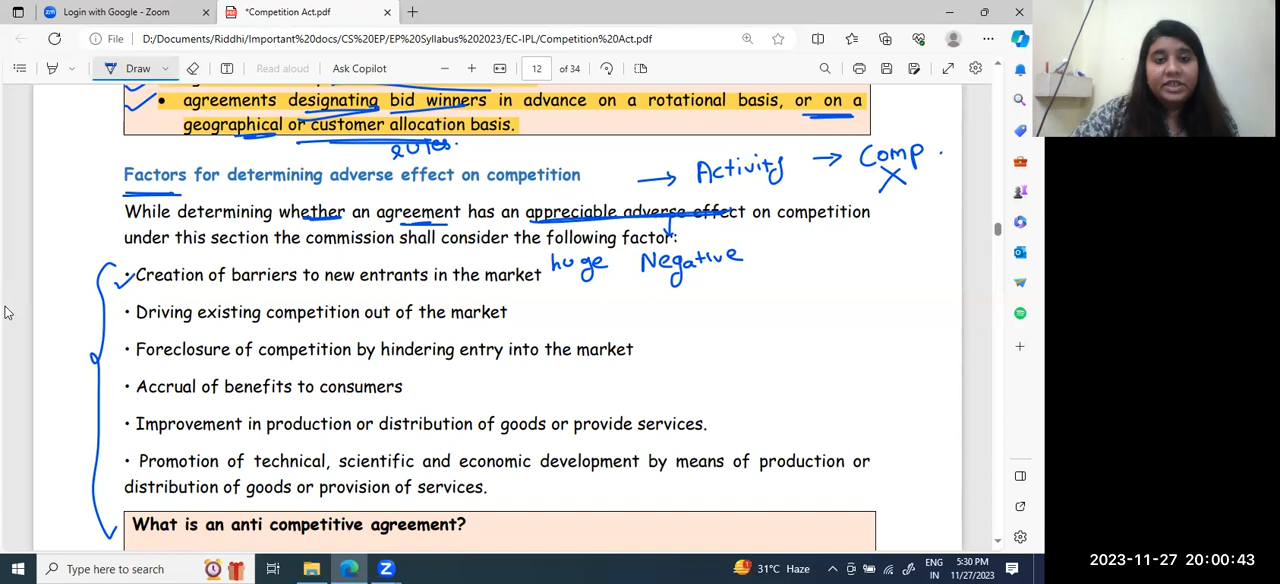 Login with Google - Zoom
*Competition Act.pdf
File D:/Documents/Riddhi/Important%20docs/CS%20EP/EP%20Syllabus%202023/EC-IPL/Competition%20Act.pdf
Draw Read aloud Ask Copilot 12 of 34
• agreements designating bid winners in advance on a rotational basis, or on a
geographical or customer allocation basis.
Factors for determining adverse effect on competition
→ Activity → Comp.
While determining whether an agreement has an appreciable adverse effect on competition
under this section the commission shall consider the following factor:
huge Negative
• Creation of barriers to new entrants in the market
• Driving existing competition out of the market
• Foreclosure of competition by hindering entry into the market
• Accrual of benefits to consumers
• Improvement in production or distribution of goods or provide services.
• Promotion of technical, scientific and economic development by means of production or
distribution of goods or provision of services.
What is an anti competitive agreement?
Type here to search
31°C Haze
ENG
IN
5:30 PM
11/27/2023
2023-11-27 20:00:43